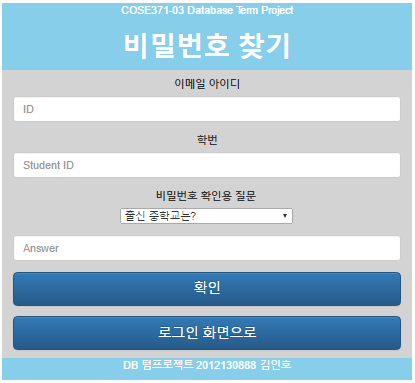 COSE371-03 Database Term Project
비밀번호 찾기
이메일 아이디
ID
학번
Student ID
비밀번호 확인용 질문
출신 중학교는?
Answer
확인
로그인 화면으로
DB 텀프로젝트 2012130888 김인호